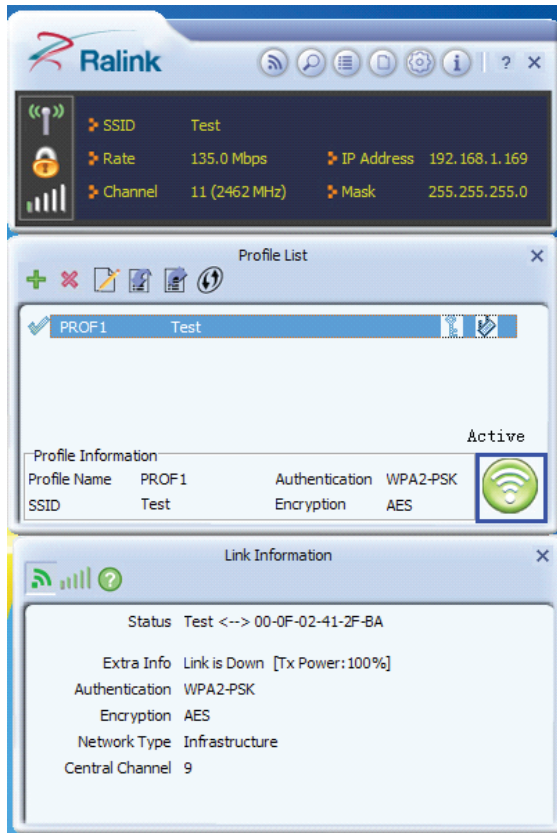 Ralink
i ? ×
SSID Test
Rate 135.0 Mbps IP Address 192.168.1.169
Channel 11 (2462 MHz) Mask 255.255.255.0
Profile List
PROF1 Test
Active
Profile Information
Profile Name PROF1 Authentication WPA2-PSK
SSID Test Encryption AES
Link Information
?
Status Test <--> 00-0F-02-41-2F-BA
Extra Info Link is Down [Tx Power:100%]
Authentication WPA2-PSK
Encryption AES
Network Type Infrastructure
Central Channel 9